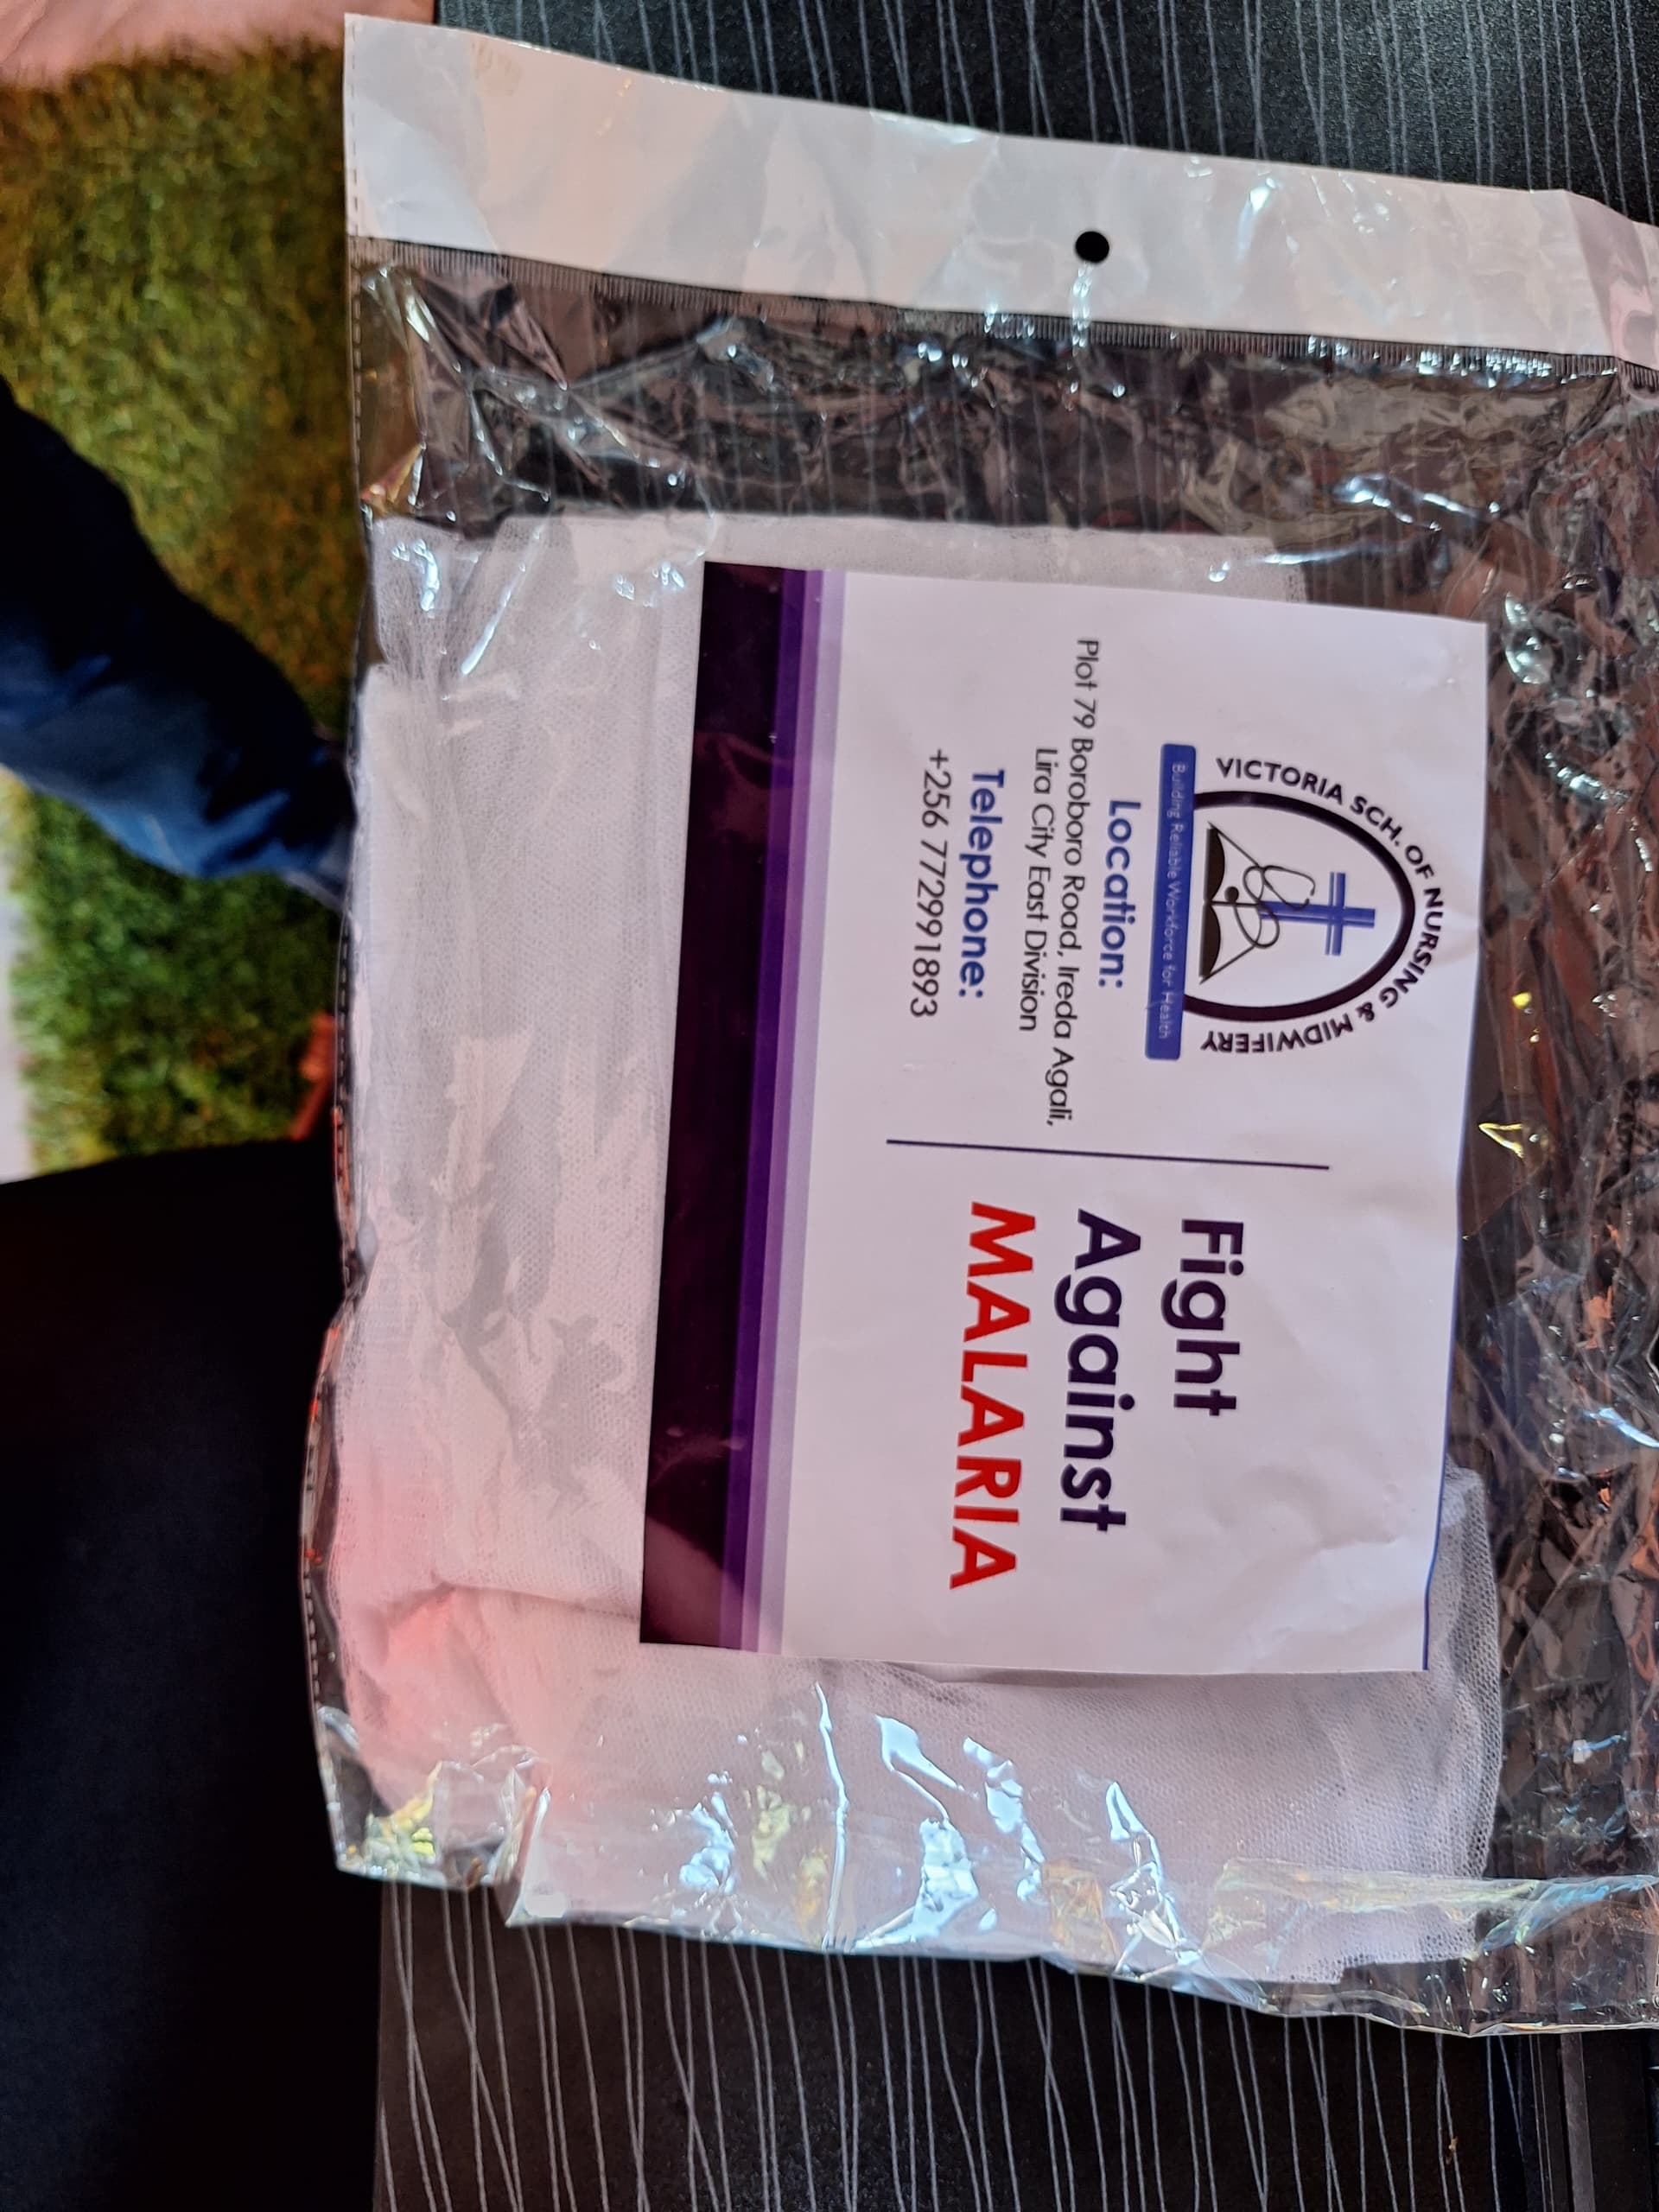 VICTORIA SCH. OF NURSING & MIDWIFERY
Building Reliable Workforce for Health
Location:
Plot 79 Boroboro Road, Ireda Agali,
Lira City East Division
Telephone:
+256 772991893
Fight
Against
MALARIA